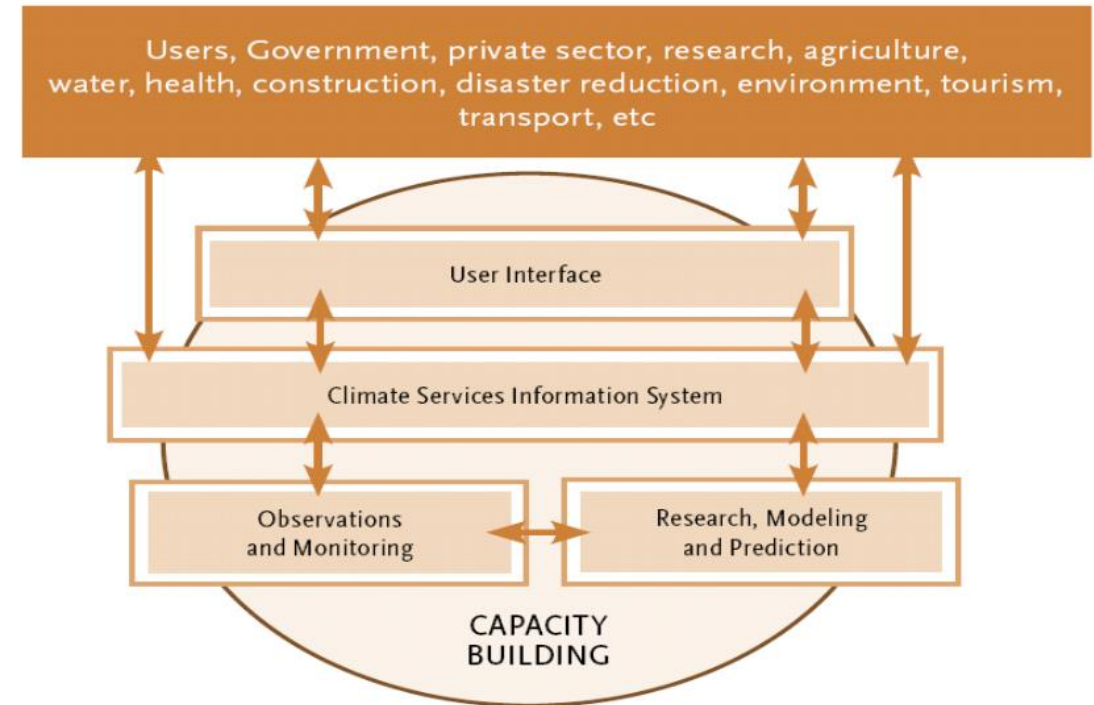 Users, Government, private sector, research, agriculture,
water, health, construction, disaster reduction, environment, tourism,
transport, etc
User Interface
Climate Services Information System
Observations
and Monitoring
Research, Modeling
and Prediction
CAPACITY
BUILDING